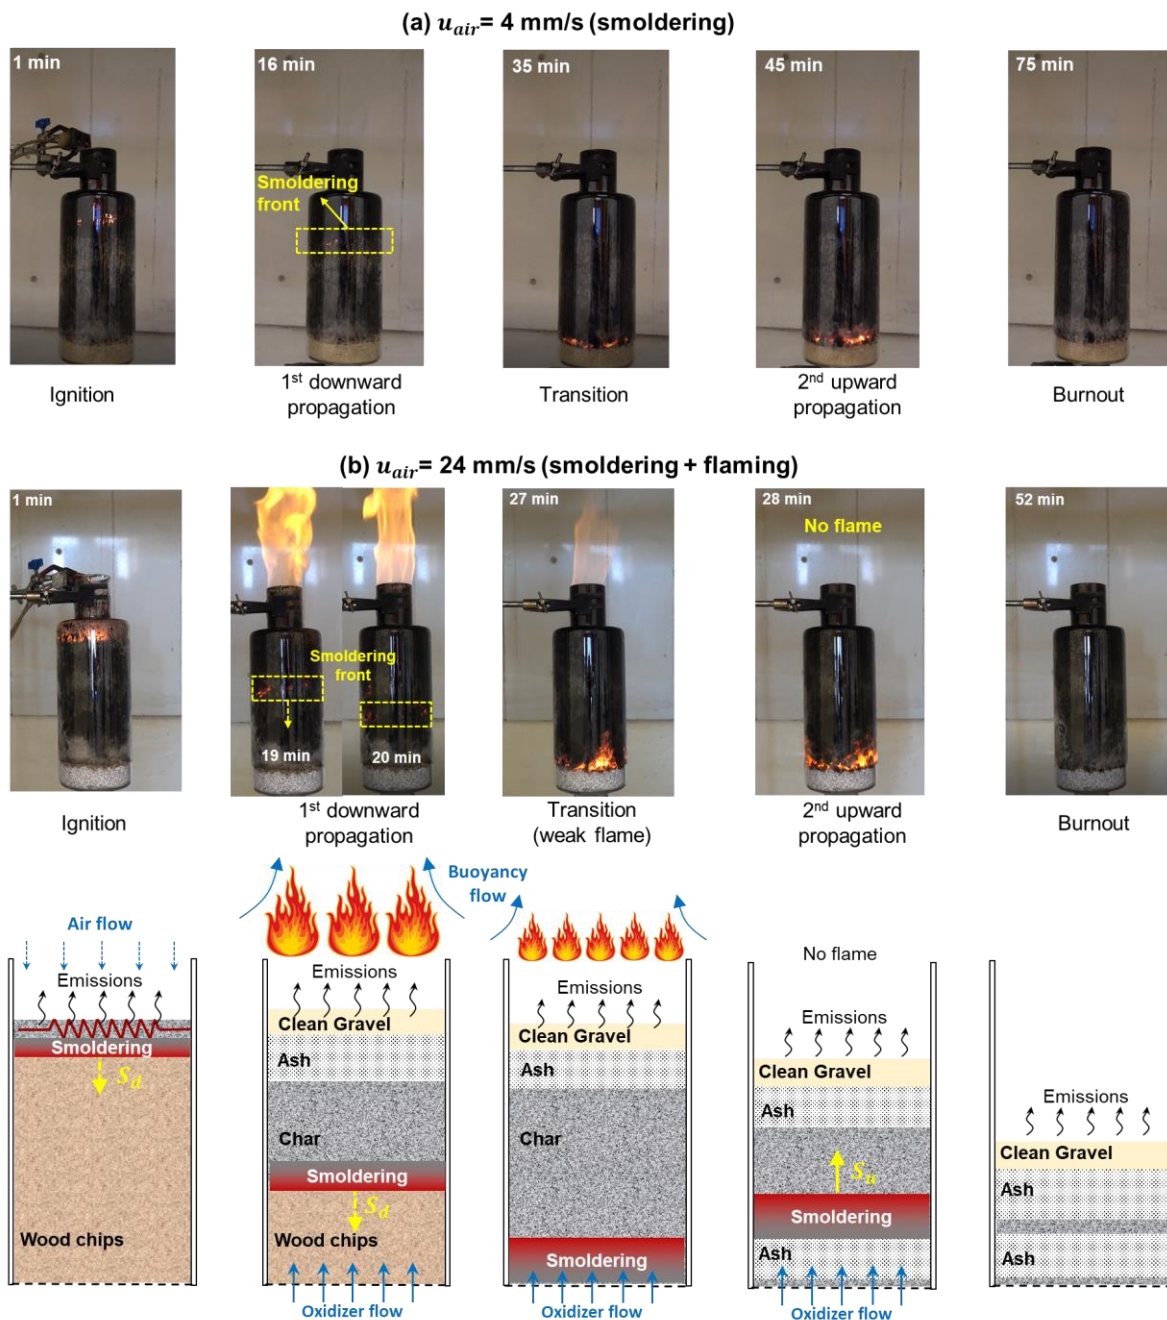 (a) u_air = 4 mm/s (smoldering)
1 min
16 min
35 min
45 min
75 min
Smoldering
front
Ignition
1st downward
propagation
Transition
2nd upward
propagation
Burnout
(b) u_air = 24 mm/s (smoldering + flaming)
1 min
27 min
28 min
52 min
No flame
Smoldering
front
19 min
20 min
Ignition
1st downward
propagation
Transition
(weak flame)
2nd upward
propagation
Burnout
Air flow
Emissions
Smoldering
S_d
Wood chips
Buoyancy
flow
Emissions
Clean Gravel
Ash
Char
Smoldering
S_d
Wood chips
Oxidizer flow
Emissions
Clean Gravel
Ash
Char
Smoldering
Oxidizer flow
No flame
Emissions
Clean Gravel
Ash
S_u
Smoldering
Ash
Oxidizer flow
Emissions
Clean Gravel
Ash
Ash